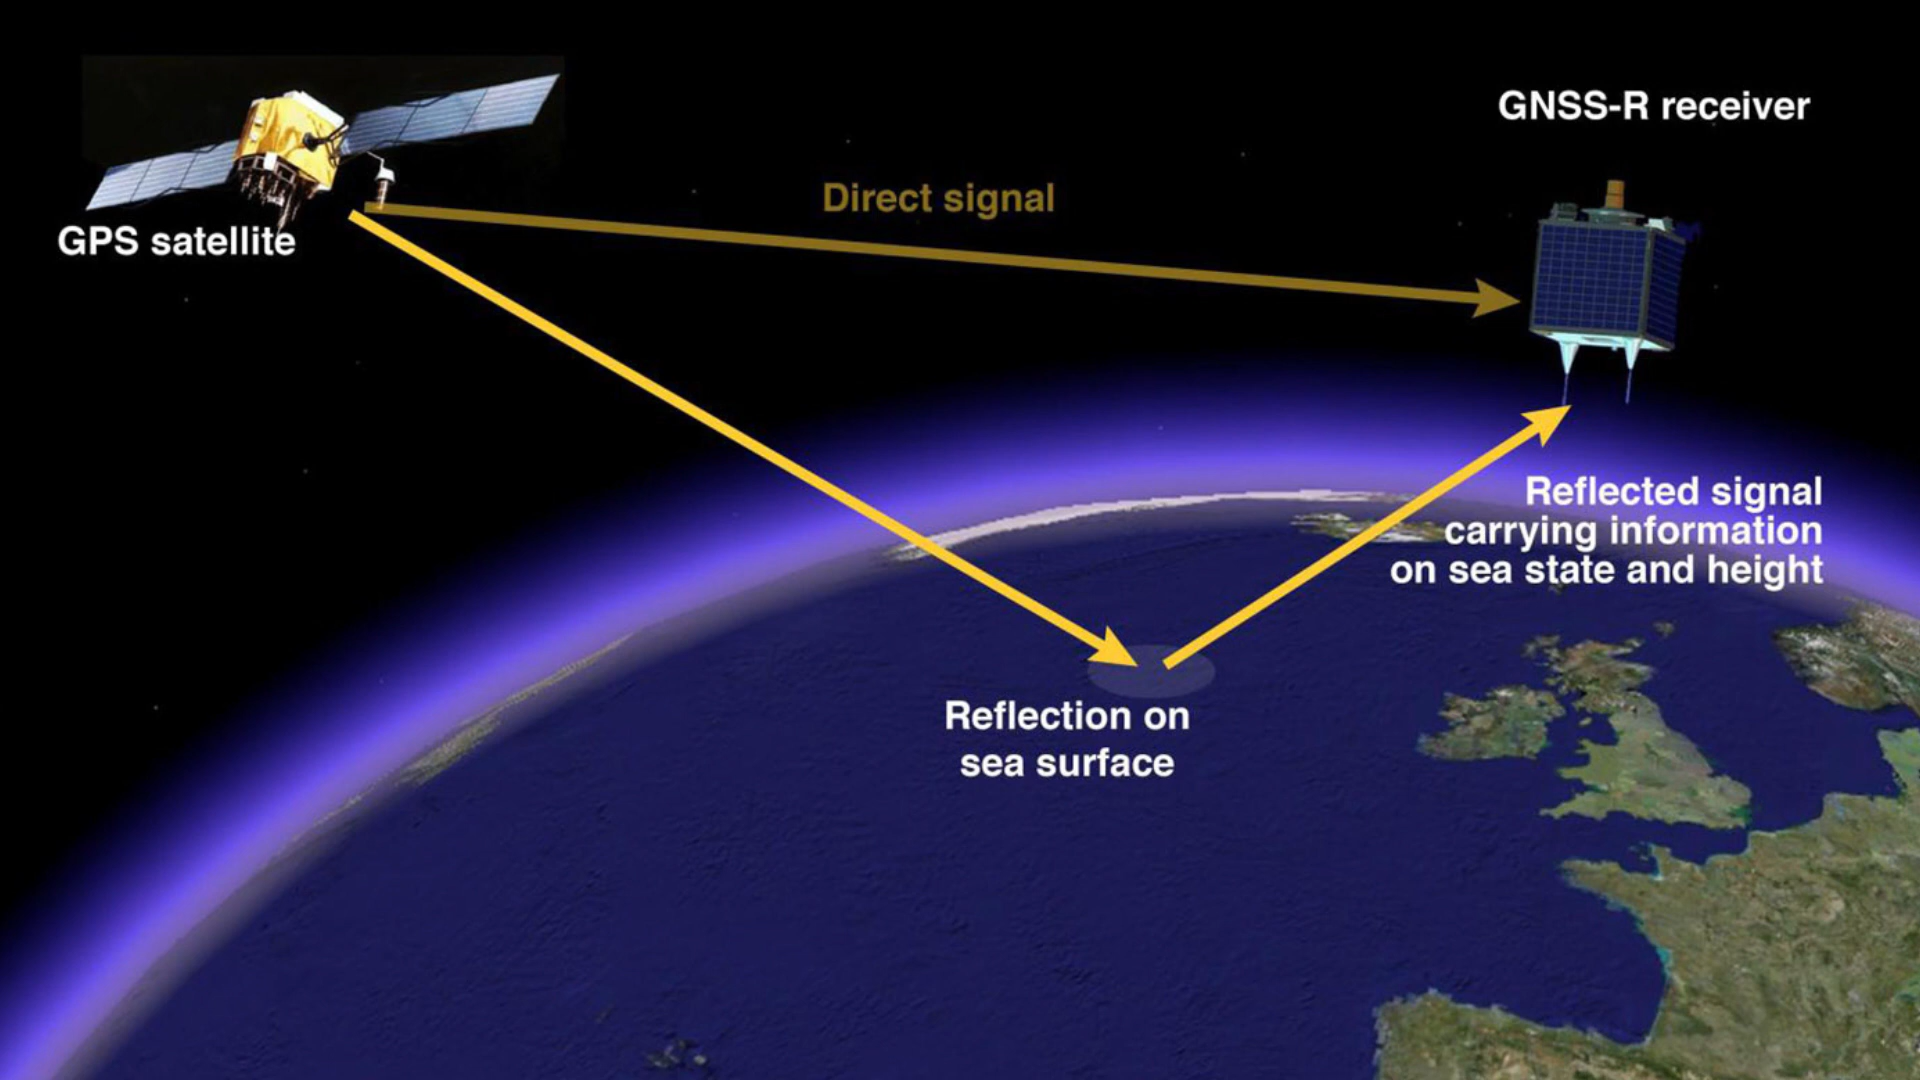 GNSS-R receiver
Direct signal
GPS satellite
Reflected signal
carrying information
on sea state and height
Reflection on
sea surface